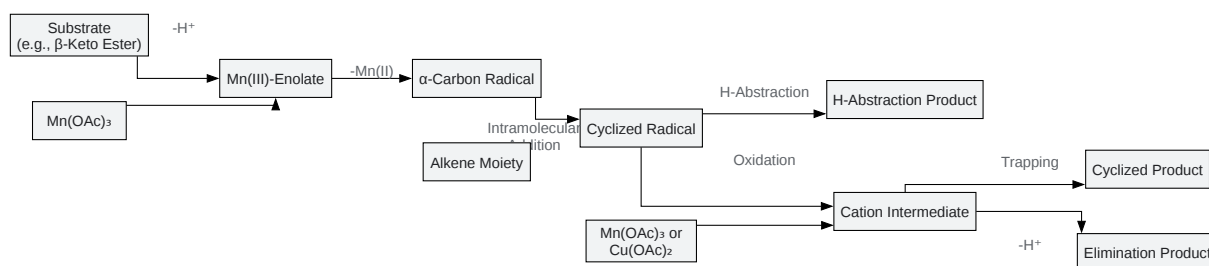 Substrate
(e.g., β-Keto Ester)
-H⁺
Mn(OAc)₃
Mn(III)-Enolate
-Mn(II)
α-Carbon Radical
Intramolecular
Alkene Moiety
Cyclized Radical
H-Abstraction
H-Abstraction Product
Oxidation
Mn(OAc)₃ or
Cu(OAc)₂
Cation Intermediate
Trapping
Cyclized Product
-H⁺
Elimination Product